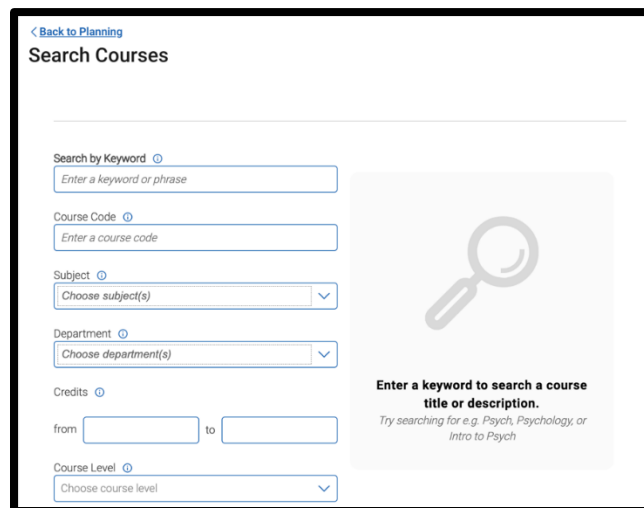 Back to Planning
Search Courses
Search by Keyword
Enter a keyword or phrase
Course Code
Enter a course code
Subject
Choose subject(s)
Department
Choose department(s)
Credits
from to
Course Level
Choose course level
Enter a keyword to search a course
title or description.
Try searching for e.g. Psych, Psychology, or
Intro to Psych